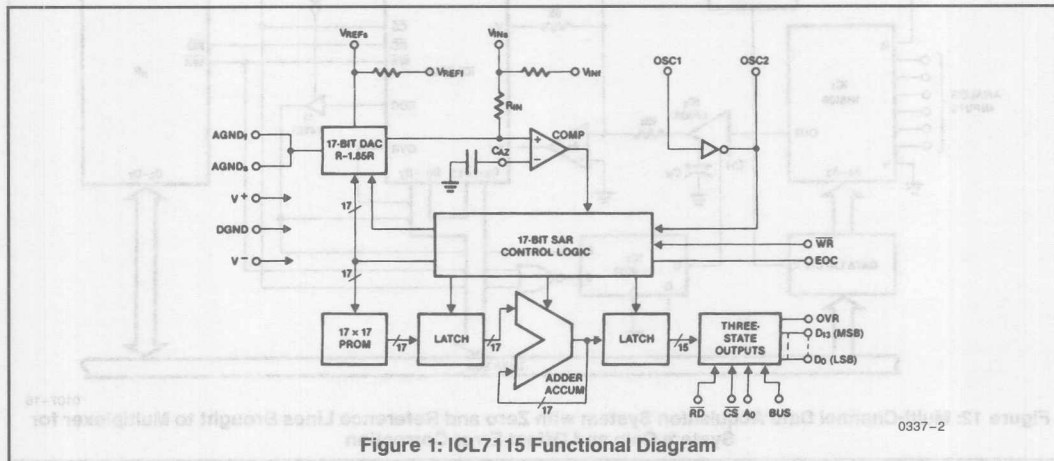 VREFs
VINs
OSC1
OSC2
VREFf
VINf
RIN
AGNDf
AGNDs
17-BIT DAC
R-1.85R
COMP
+
−
CAZ
V+
DGND
V−
17
17
17-BIT SAR
CONTROL LOGIC
WR
EOC
17 × 17
PROM
17
LATCH
17
ADDER
ACCUM
17
LATCH
15
THREE-
STATE
OUTPUTS
OVR
D13 (MSB)
D0 (LSB)
RD
CS
A0
BUS
0337-2
Figure 1: ICL7115 Functional Diagram
Figure 12: Multi-Channel Data Acquisition System with Zero and Reference Lines Brought to Multiplexer for